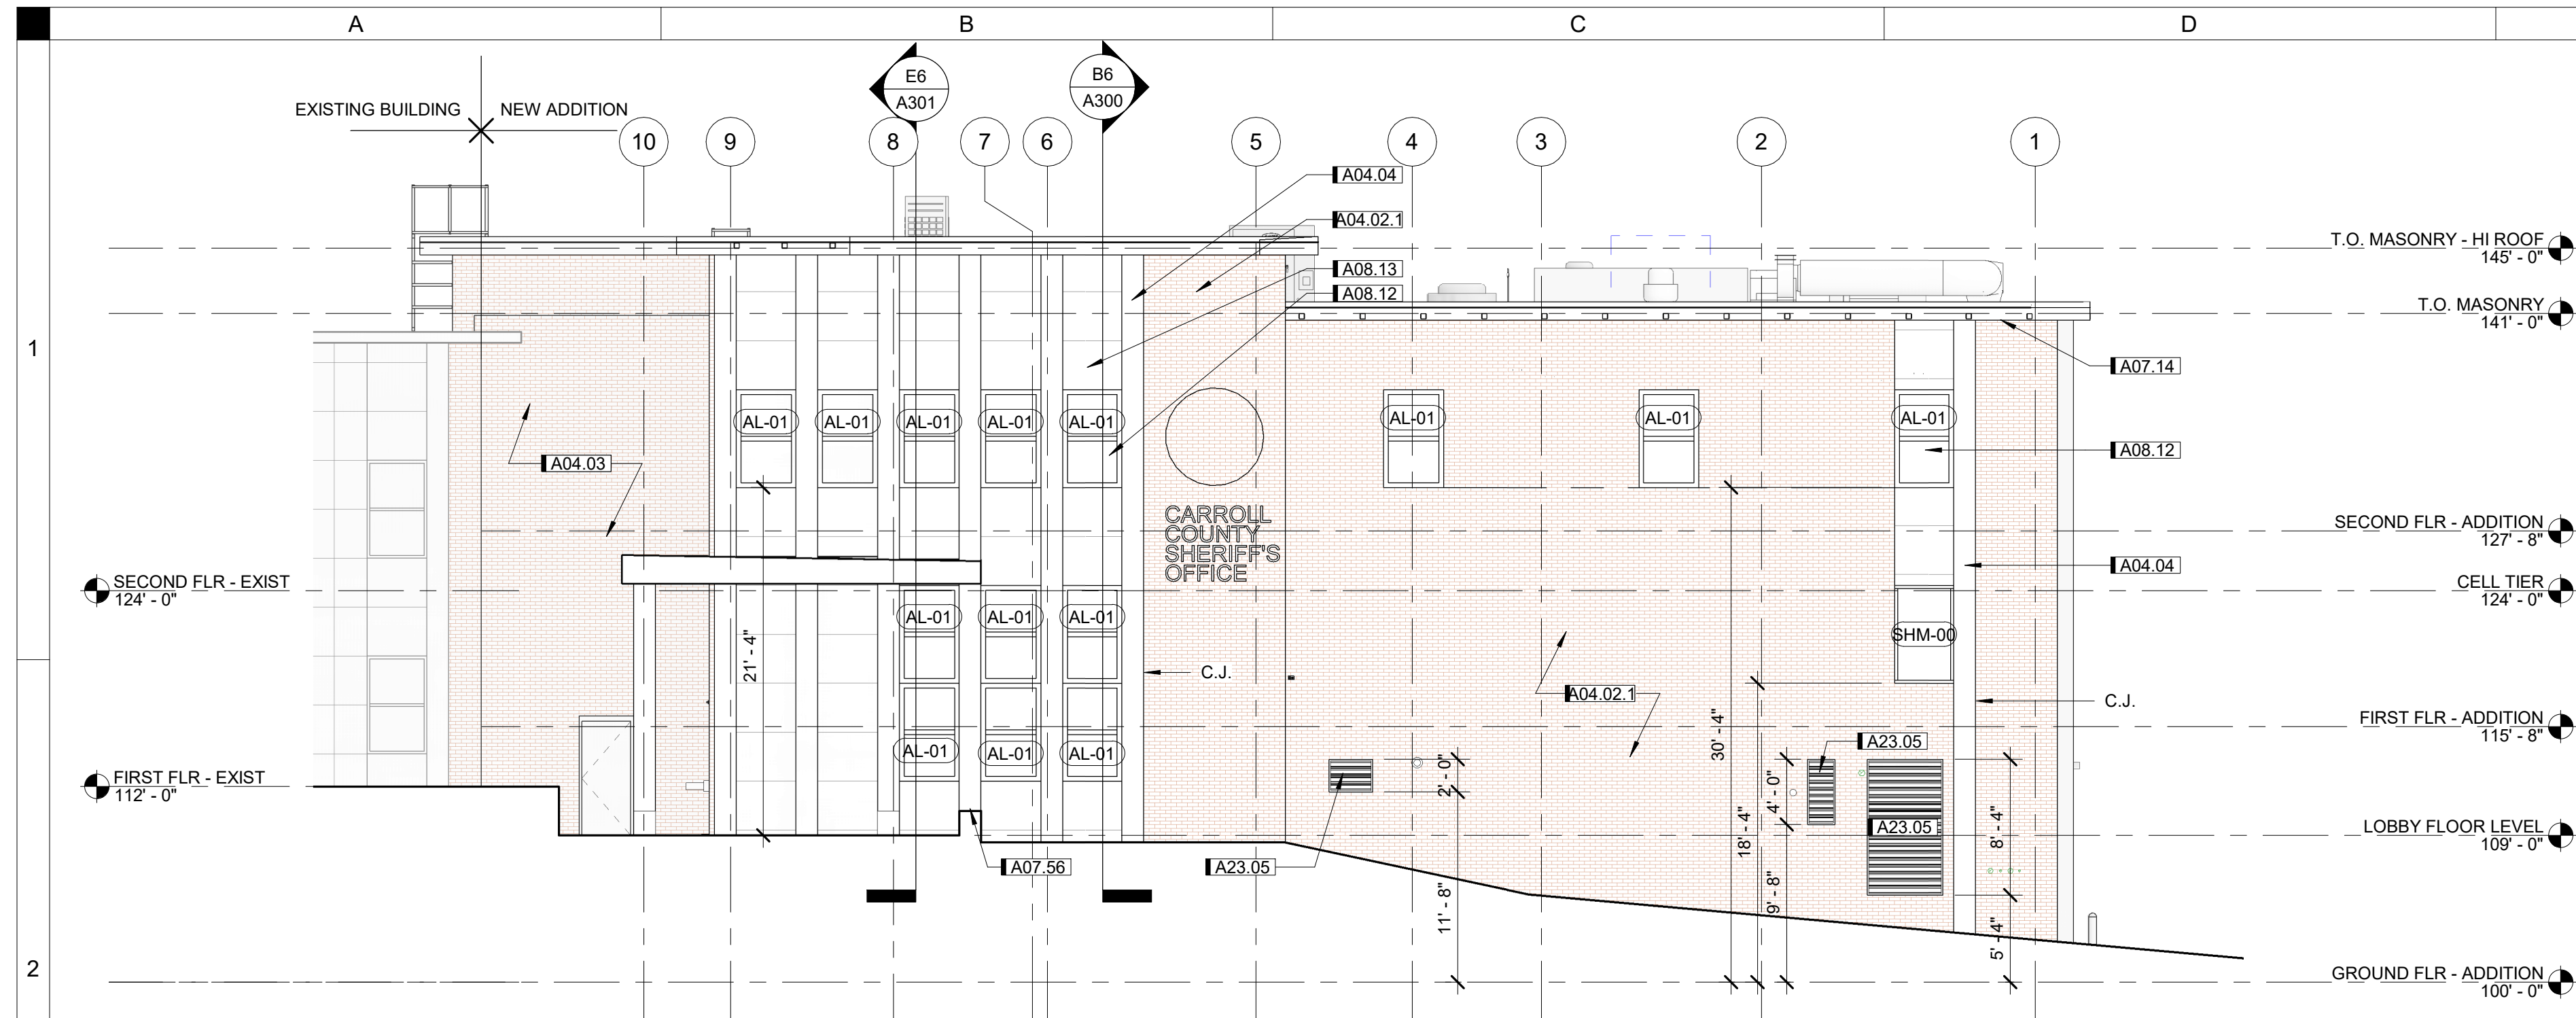 A
B
C
D
E6
A301
B6
A300
EXISTING BUILDING
NEW ADDITION
10
9
8
7
6
5
4
3
2
1
A04.04
A04.02.1
A08.13
A08.12
T.O. MASONRY - HI ROOF
145' - 0"
T.O. MASONRY
141' - 0"
1
A07.14
AL-01
AL-01
AL-01
AL-01
AL-01
AL-01
AL-01
AL-01
A08.12
A04.03
CARROLL
COUNTY
SHERIFF'S
OFFICE
SECOND FLR - ADDITION
127' - 8"
A04.04
SECOND FLR - EXIST
124' - 0"
CELL TIER
124' - 0"
AL-01
AL-01
AL-01
SHM-00
21' - 4"
C.J.
A04.02.1
C.J.
30' - 4"
FIRST FLR - ADDITION
115' - 8"
AL-01
AL-01
AL-01
A23.05
FIRST FLR - EXIST
112' - 0"
2' - 0"
4' - 0"
A23.05
8' - 4"
18' - 4"
LOBBY FLOOR LEVEL
109' - 0"
A07.56
A23.05
11' - 8"
9' - 8"
5' - 4"
2
GROUND FLR - ADDITION
100' - 0"